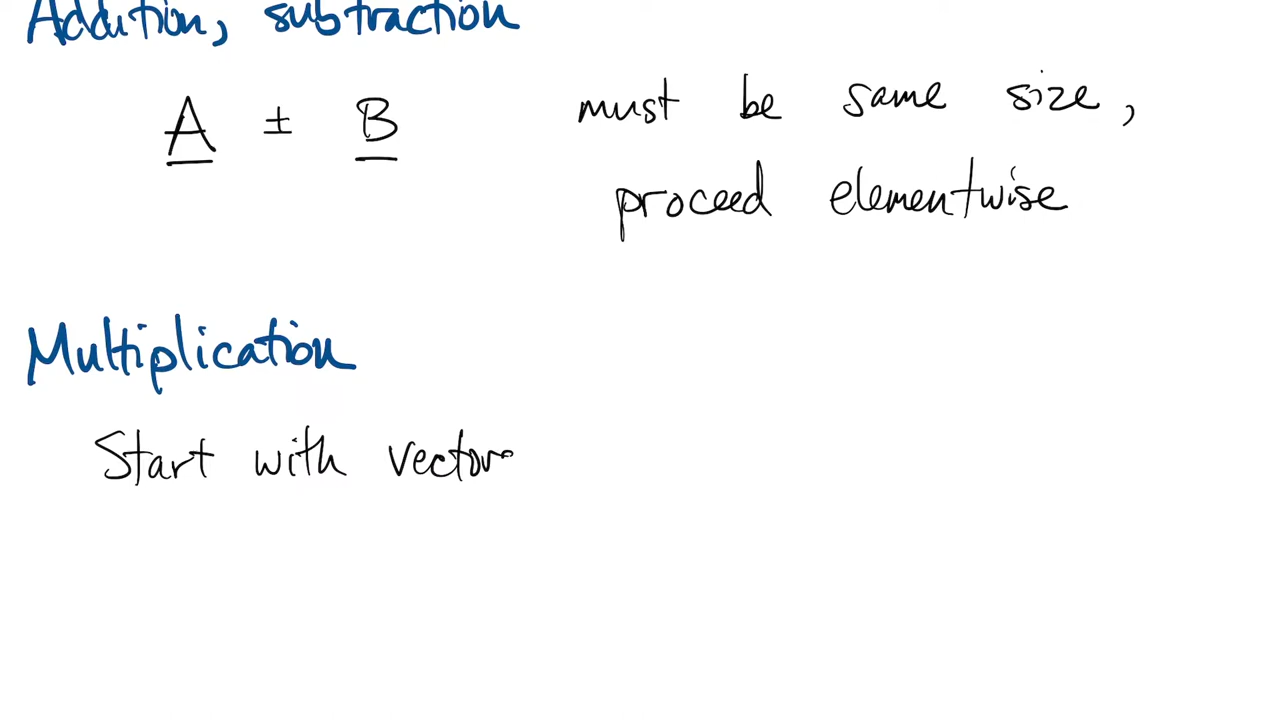 Addition, subtraction
A ± B must be same size,
proceed elementwise
Multiplication
Start with vectors